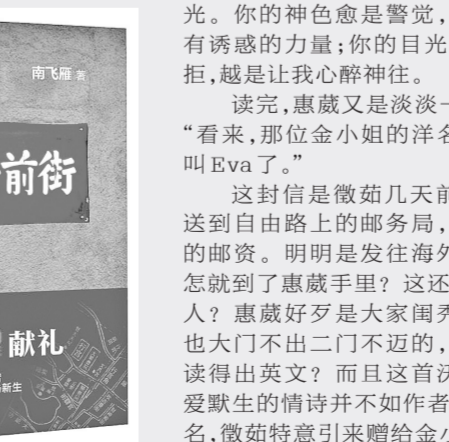 南飞雁 著
前街
献礼
新生
光。你的神色愈是警觉,
有诱惑的力量;你的目光
拒,越是让我心醉神往。
读完,惠葳又是淡淡一
“看来,那位金小姐的洋名
叫Eva了。”
这封信是徵茹几天前
送到自由路上的邮务局,
的邮资。明明是发往海外
怎就到了惠葳手里?这还
人?惠葳好歹是大家闺秀
也大门不出二门不迈的,
读得出英文?而且这首沃
爱默生的情诗并不如作者
名,徵茹特意引来赠给金小